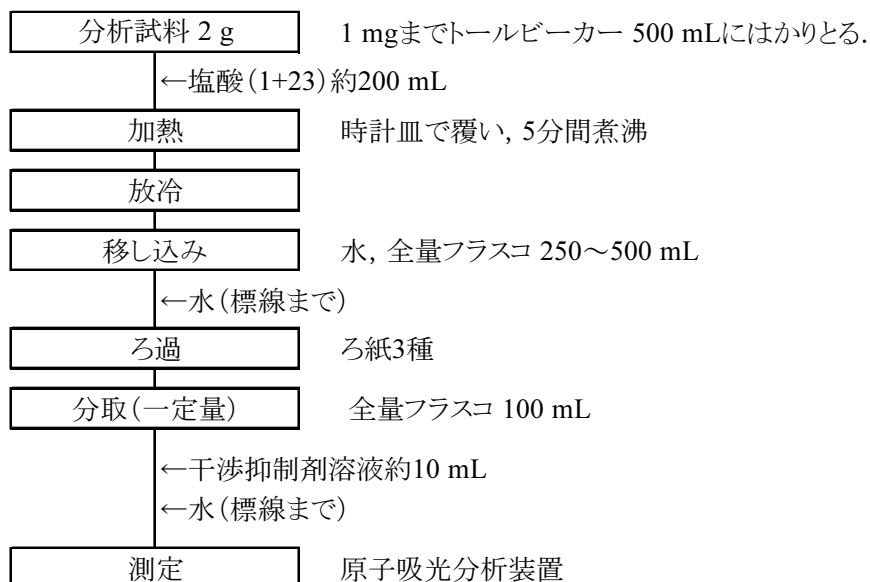 分析試料 2 g 1 mgまでトールビーカー 500 mLにはかりとる.
←塩酸(1+23)約200 mL
加熱 時計皿で覆い, 5分間煮沸
放冷
移し込み 水, 全量フラスコ 250～500 mL
←水(標線まで)
ろ過 ろ紙3種
分取(一定量) 全量フラスコ 100 mL
←干渉抑制剤溶液約10 mL
←水(標線まで)
測定 原子吸光分析装置